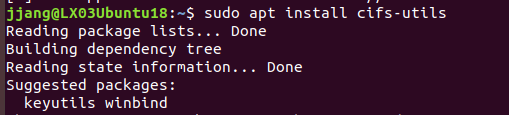 jjang@LX03Ubuntu18:~$ sudo apt install cifs-utils
Reading package lists... Done
Building dependency tree
Reading state information... Done
Suggested packages:
  keyutils winbind